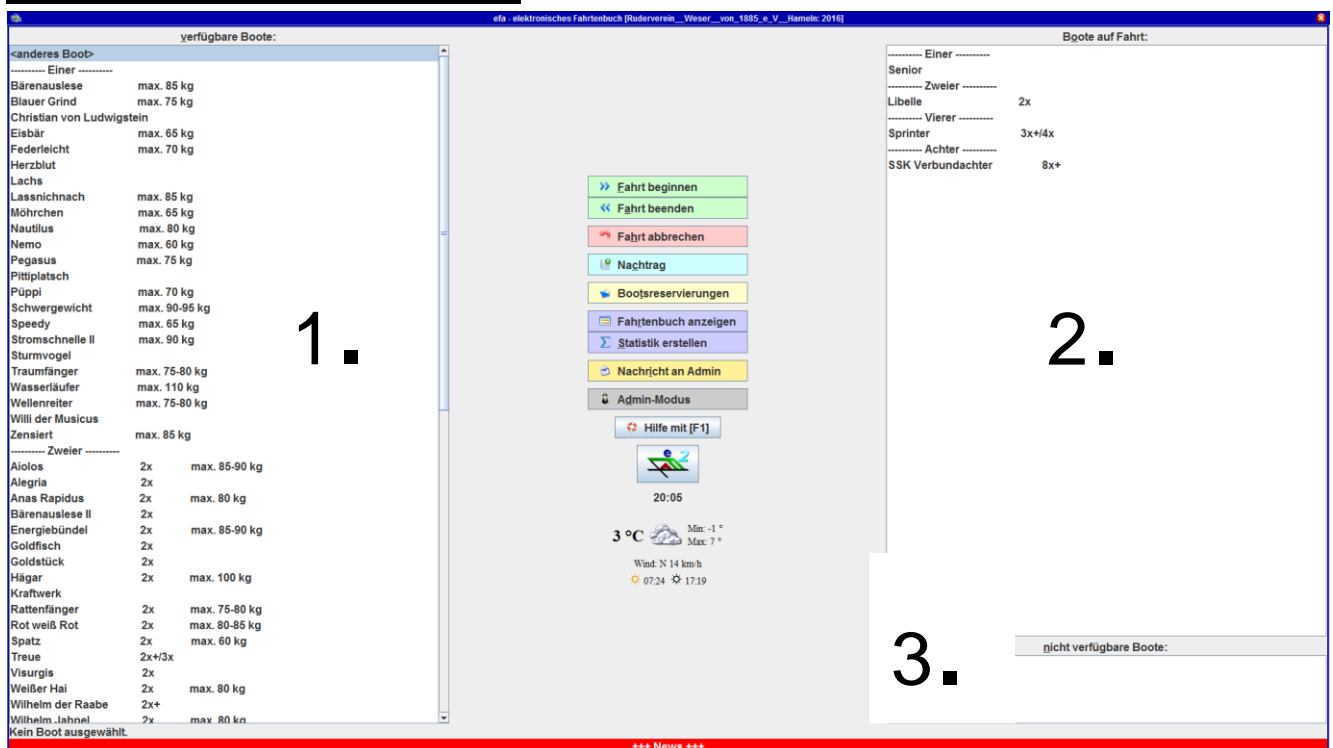 efa - elektronisches Fahrtenbuch [Ruderverein__Weser__von_1885_e_V__Hameln: 2016]
verfügbare Boote:
<anderes Boot>
---------- Einer ----------
Bärenauslese max. 85 kg
Blauer Grind max. 75 kg
Christian von Ludwigstein
Eisbär max. 65 kg
Federleicht max. 70 kg
Herzblut
Lachs
Lassnichnach max. 85 kg
Möhrchen max. 65 kg
Nautilus max. 80 kg
Nemo max. 60 kg
Pegasus max. 75 kg
Pittiplatsch
Püppi max. 70 kg
Schwergewicht max. 90-95 kg
Speedy max. 65 kg
Stromschnelle II max. 90 kg
Sturmvogel
Traumfänger max. 75-80 kg
Wasserläufer max. 110 kg
Wellenreiter max. 75-80 kg
Willi der Musicus
Zensiert max. 85 kg
---------- Zweier ----------
Aiolos 2x max. 85-90 kg
Alegria 2x
Anas Rapidus 2x max. 80 kg
Bärenauslese II 2x
Energiebündel 2x max. 85-90 kg
Goldfisch 2x
Goldstück 2x
Hägar 2x max. 100 kg
Kraftwerk
Rattenfänger 2x max. 75-80 kg
Rot weiß Rot 2x max. 80-85 kg
Spatz 2x max. 60 kg
Treue 2x+/3x
Visurgis 2x
Weißer Hai 2x max. 80 kg
Wilhelm der Raabe 2x+
Wilhelm Jahnel 2x max. 80 kg
1.
Fahrt beginnen
Fahrt beenden
Fahrt abbrechen
Nachtrag
Bootsreservierungen
Fahrtenbuch anzeigen
Statistik erstellen
Nachricht an Admin
Admin-Modus
Hilfe mit [F1]
e 2
20:05
3 °C Min: -1 °
Max: 7 °
Wind: N 14 km/h
07:24 17:19
Boote auf Fahrt:
---------- Einer ----------
Senior
---------- Zweier ----------
Libelle 2x
---------- Vierer ----------
Sprinter 3x+/4x
---------- Achter ----------
SSK Verbundachter 8x+
2.
nicht verfügbare Boote:
3.
Kein Boot ausgewählt.
+++ News +++